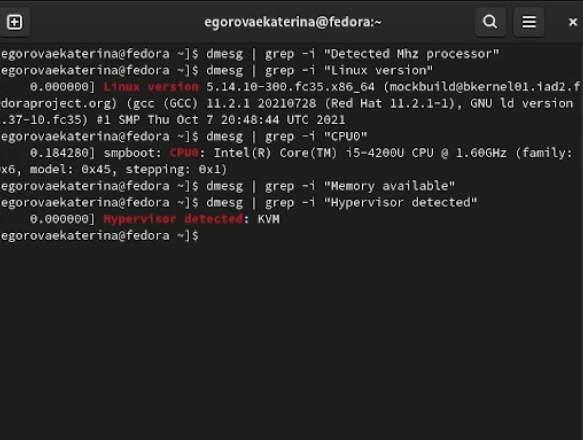 egorovaekaterina@fedora:~
egorovaekaterina@fedora ~]$ dmesg | grep -i "Detected Mhz processor"
egorovaekaterina@fedora ~]$ dmesg | grep -i "Linux version"
0.000000] Linux version 5.14.10-300.fc35.x86_64 (mockbuild@bkernel01.iad2.f
doraproject.org) (gcc (GCC) 11.2.1 20210728 (Red Hat 11.2.1-1), GNU ld version
.37-10.fc35) #1 SMP Thu Oct 7 20:48:44 UTC 2021
egorovaekaterina@fedora ~]$ dmesg | grep -i "CPU0"
0.184280] smpboot: CPU0: Intel(R) Core(TM) i5-4200U CPU @ 1.60GHz (family:
x6, model: 0x45, stepping: 0x1)
egorovaekaterina@fedora ~]$ dmesg | grep -i "Memory available"
egorovaekaterina@fedora ~]$ dmesg | grep -i "Hypervisor detected"
0.000000] Hypervisor detected: KVM
egorovaekaterina@fedora ~]$